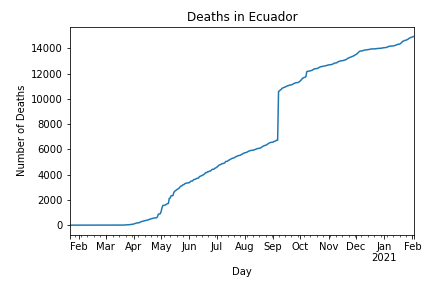 Deaths in Ecuador
Number of Deaths
14000
12000
10000
8000
6000
4000
2000
0
Feb Mar Apr May Jun Jul Aug Sep Oct Nov Dec Jan Feb
2021
Day